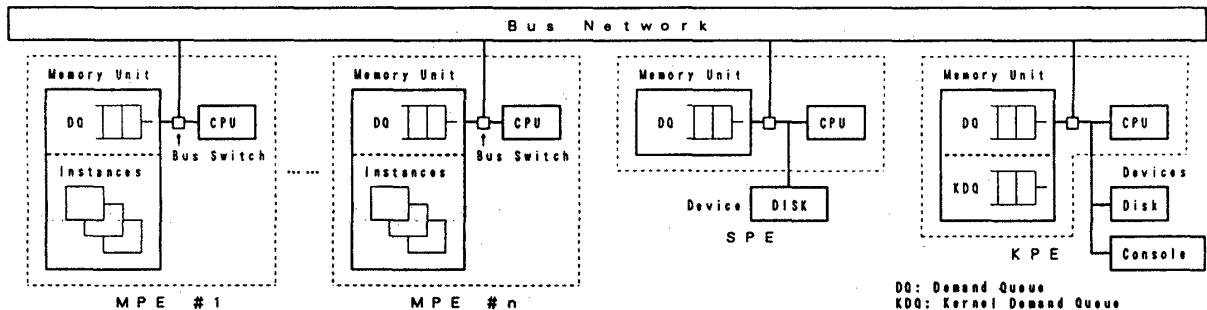 Bus Network
Memory Unit
DQ
CPU
Bus Switch
Instances
MPE #1
......
Memory Unit
DQ
CPU
Bus Switch
Instances
MPE #n
Memory Unit
DQ
CPU
Device
DISK
SPE
Memory Unit
DQ
CPU
KDQ
Devices
Disk
Console
KPE
DQ: Demand Queue
KDQ: Kernel Demand Queue